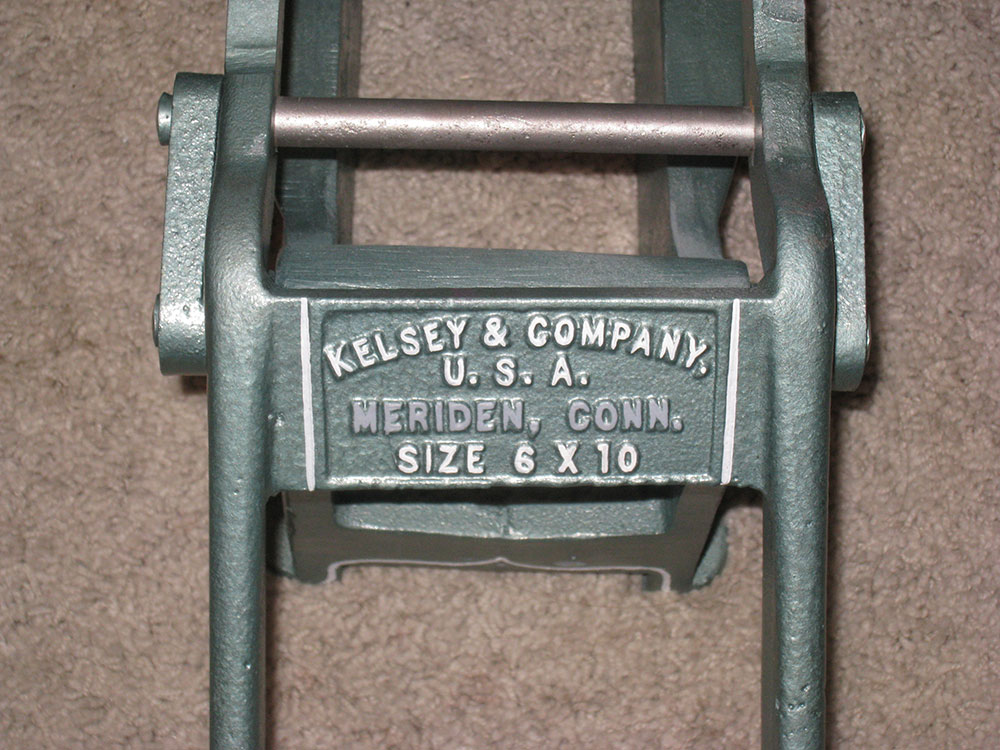 KELSEY & COMPANY.
U. S. A.
MERIDEN, CONN.
SIZE 6 X 10